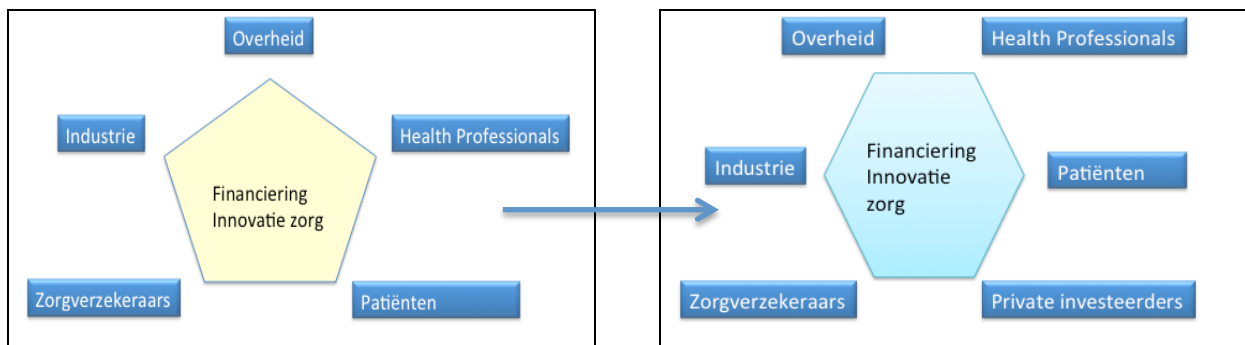 Overheid
Industrie
Health Professionals
Financiering
Innovatie zorg
Zorgverzekeraars
Patiënten
Overheid
Health Professionals
Financiering
Innovatie
zorg
Industrie
Patiënten
Zorgverzekeraars
Private investeerders